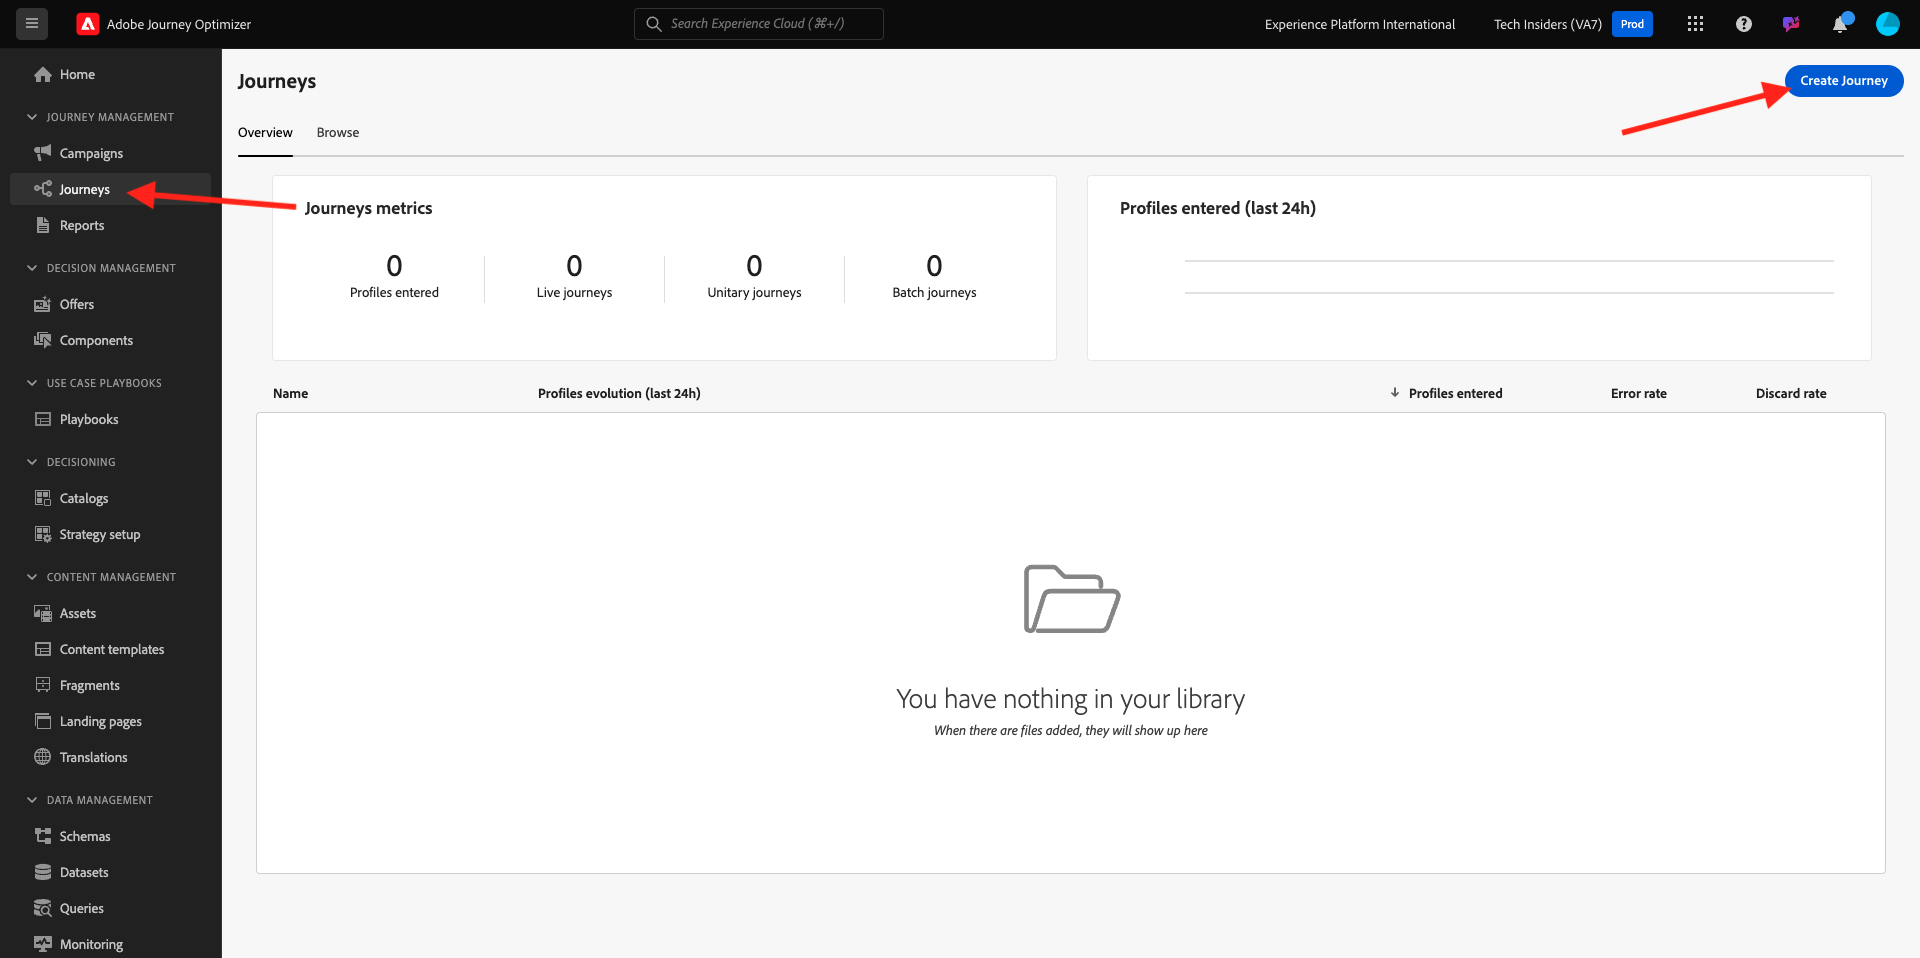 Adobe Journey Optimizer
Search Experience Cloud (⌘+/)
Experience Platform International
Tech Insiders (VA7)
Prod
Home
JOURNEY MANAGEMENT
Campaigns
Journeys
Reports
DECISION MANAGEMENT
Offers
Components
USE CASE PLAYBOOKS
Playbooks
DECISIONING
Catalogs
Strategy setup
CONTENT MANAGEMENT
Assets
Content templates
Fragments
Landing pages
Translations
DATA MANAGEMENT
Schemas
Datasets
Queries
Monitoring
Journeys
Create Journey
Overview
Browse
Journeys metrics
0
Profiles entered
0
Live journeys
0
Unitary journeys
0
Batch journeys
Profiles entered (last 24h)
Name
Profiles evolution (last 24h)
Profiles entered
Error rate
Discard rate
You have nothing in your library
When there are files added, they will show up here